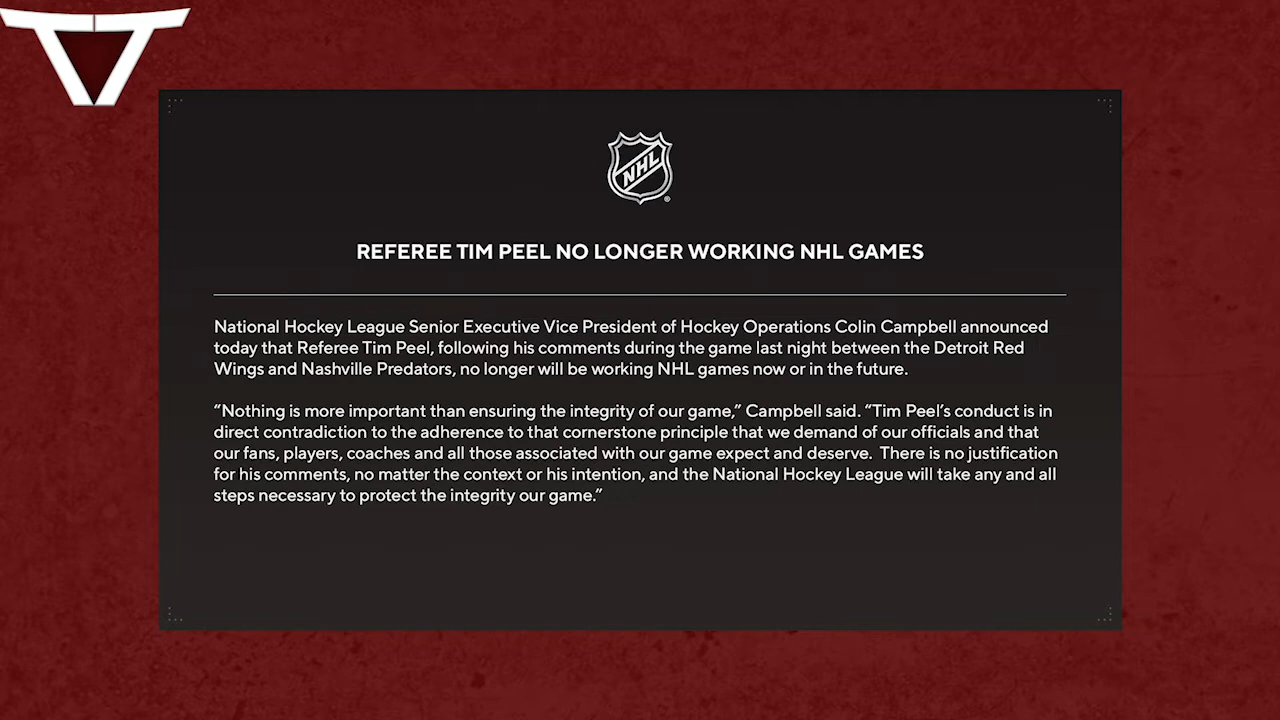 NHL
REFEREE TIM PEEL NO LONGER WORKING NHL GAMES
National Hockey League Senior Executive Vice President of Hockey Operations Colin Campbell announced
today that Referee Tim Peel, following his comments during the game last night between the Detroit Red
Wings and Nashville Predators, no longer will be working NHL games now or in the future.
“Nothing is more important than ensuring the integrity of our game,” Campbell said. “Tim Peel’s conduct is in
direct contradiction to the adherence to that cornerstone principle that we demand of our officials and that
our fans, players, coaches and all those associated with our game expect and deserve.  There is no justification
for his comments, no matter the context or his intention, and the National Hockey League will take any and all
steps necessary to protect the integrity our game.”